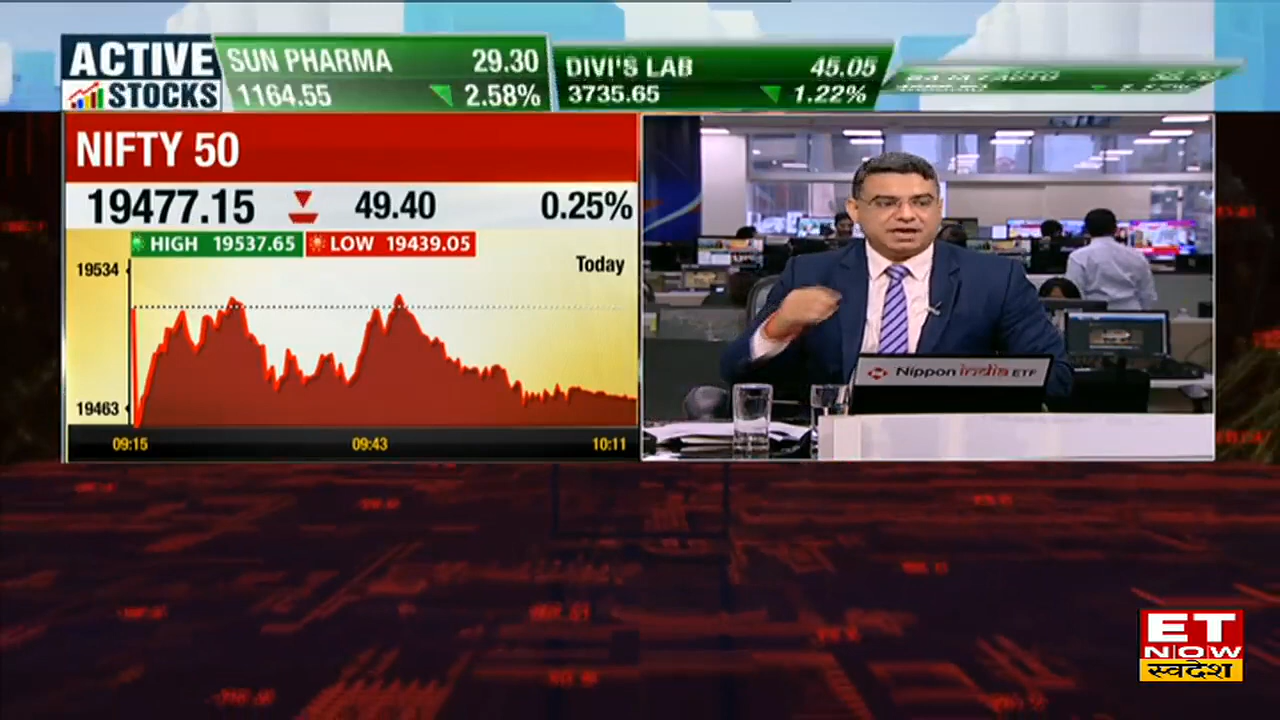 ACTIVE
STOCKS
SUN PHARMA 29.30
1164.55 2.58%
DIVI'S LAB 45.05
3735.65 1.22%
NIFTY 50
19477.15 49.40 0.25%
HIGH 19537.65 LOW 19439.05
Today
19534
19463
09:15 09:43 10:11
Nippon india ETF
ET
NOW
स्वदेश